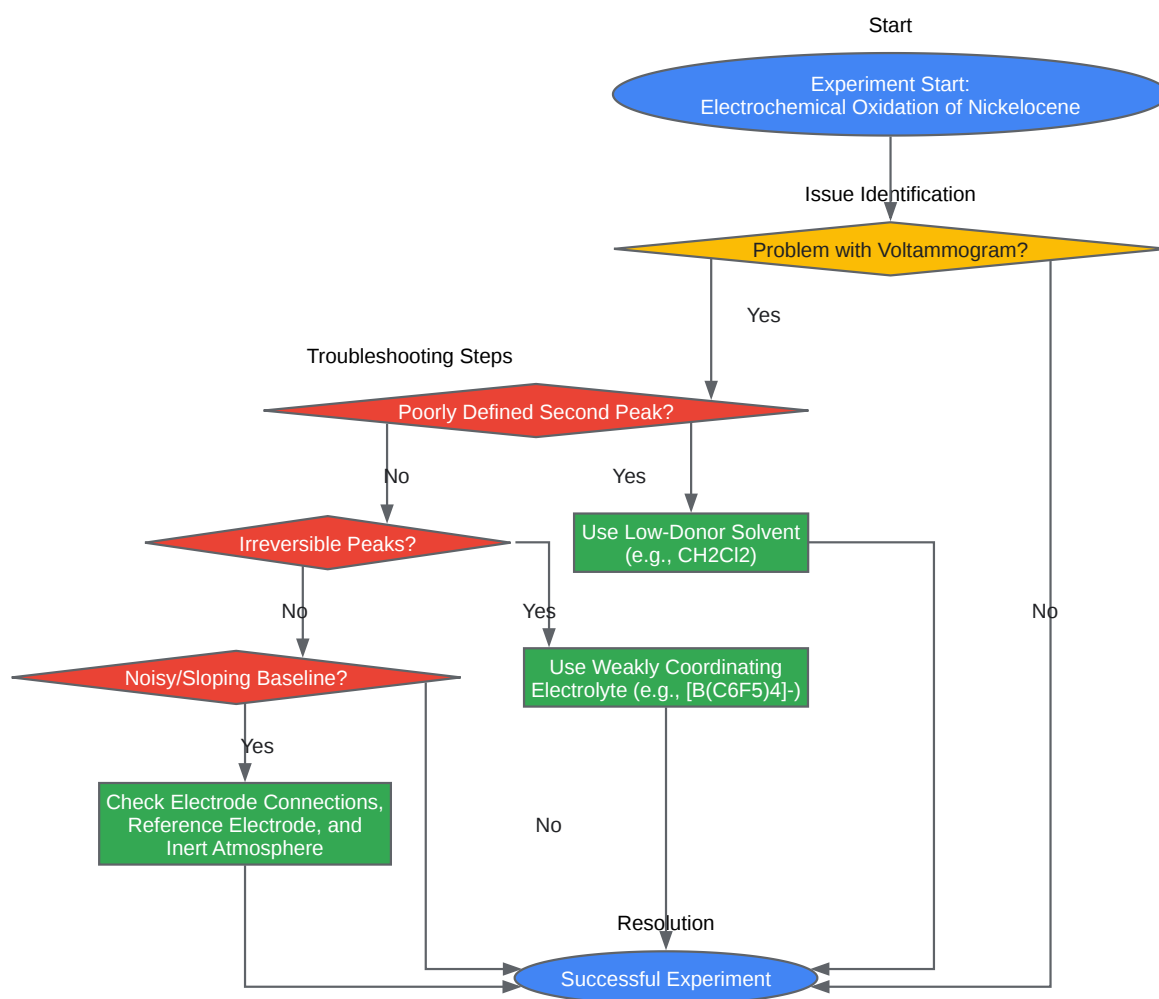 Start
Experiment Start:
Electrochemical Oxidation of Nickelocene
Issue Identification
Problem with Voltammogram?
Yes
Troubleshooting Steps
Poorly Defined Second Peak?
No
Yes
Use Low-Donor Solvent
(e.g., CH2Cl2)
Irreversible Peaks?
No
Yes
No
Use Weakly Coordinating
Electrolyte (e.g., [B(C6F5)4]-)
Noisy/Sloping Baseline?
Yes
Check Electrode Connections,
Reference Electrode, and
Inert Atmosphere
No
Resolution
Successful Experiment